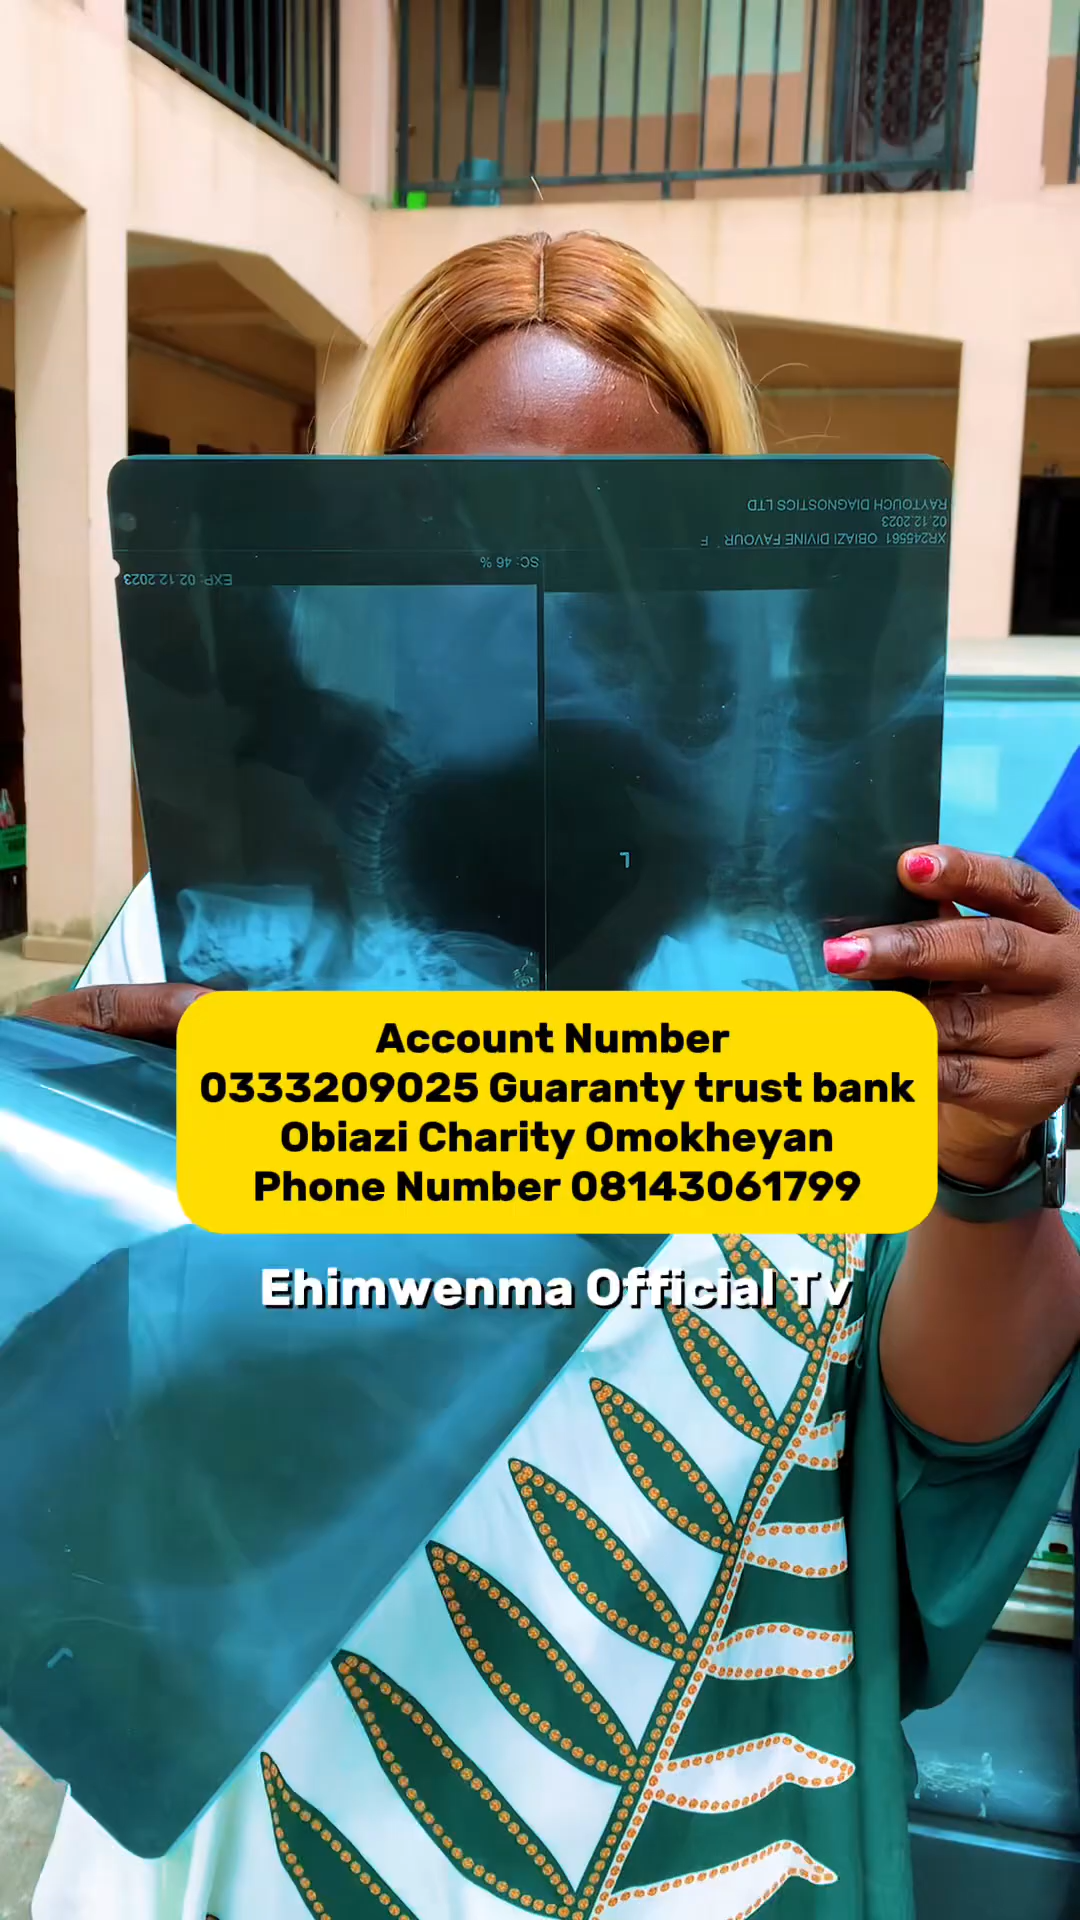 RAYTOUCH DIAGNOSTICS LTD
02.12.2023
XR245561 OBIAZI DIVINE FAVOUR F
SC: 46 %
EXP: 02.12.2023
L
Account Number
0333209025 Guaranty trust bank
Obiazi Charity Omokheyan
Phone Number 08143061799
Ehimwenma Official Tv
L